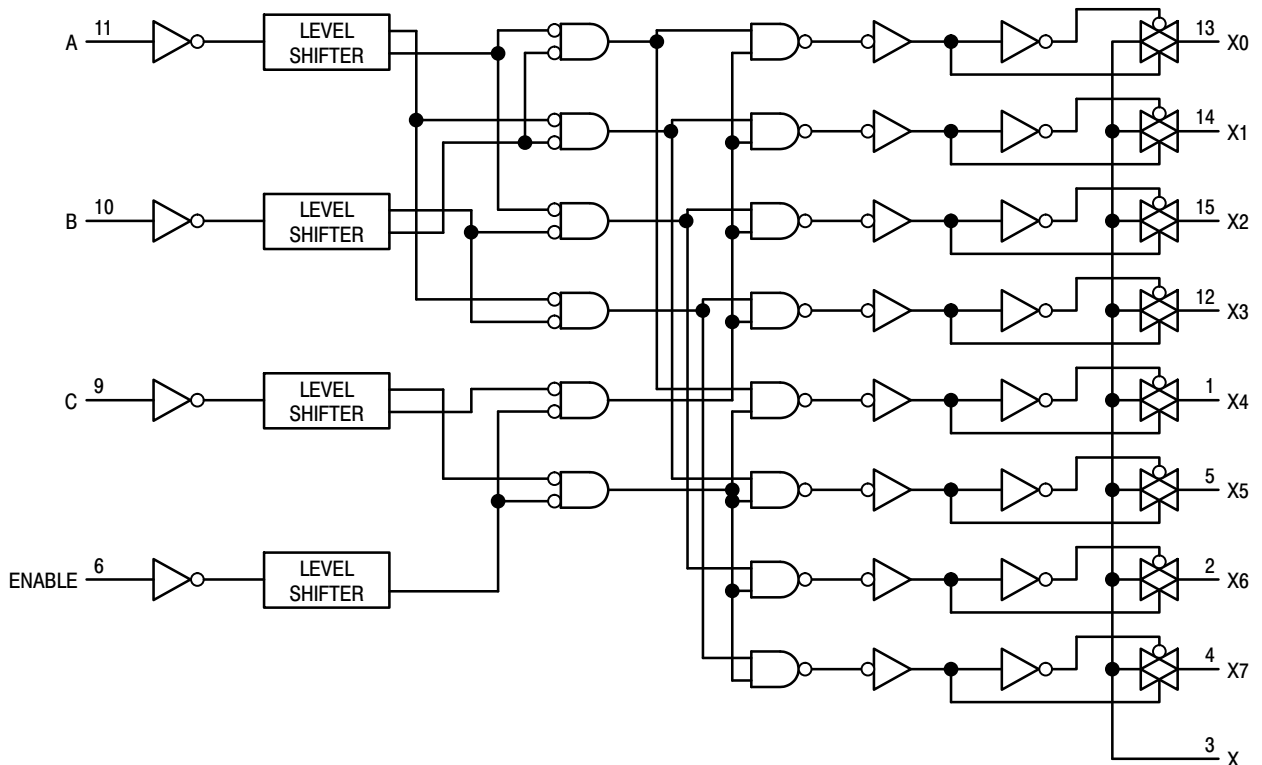 A 11 LEVEL
SHIFTER 13 X0
14 X1
B 10 LEVEL
SHIFTER 15 X2
12 X3
C 9 LEVEL
SHIFTER 1 X4
5 X5
ENABLE 6 LEVEL
SHIFTER 2 X6
4 X7
3 X